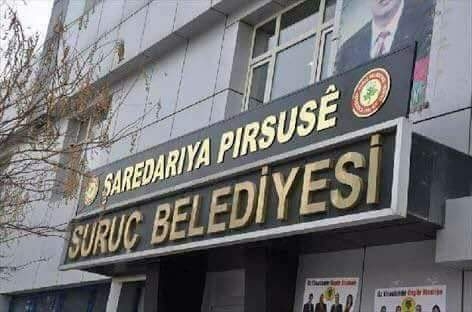 ŞAREDARIYA PIRSUSÊ
SURUÇ BELEDİYESİ